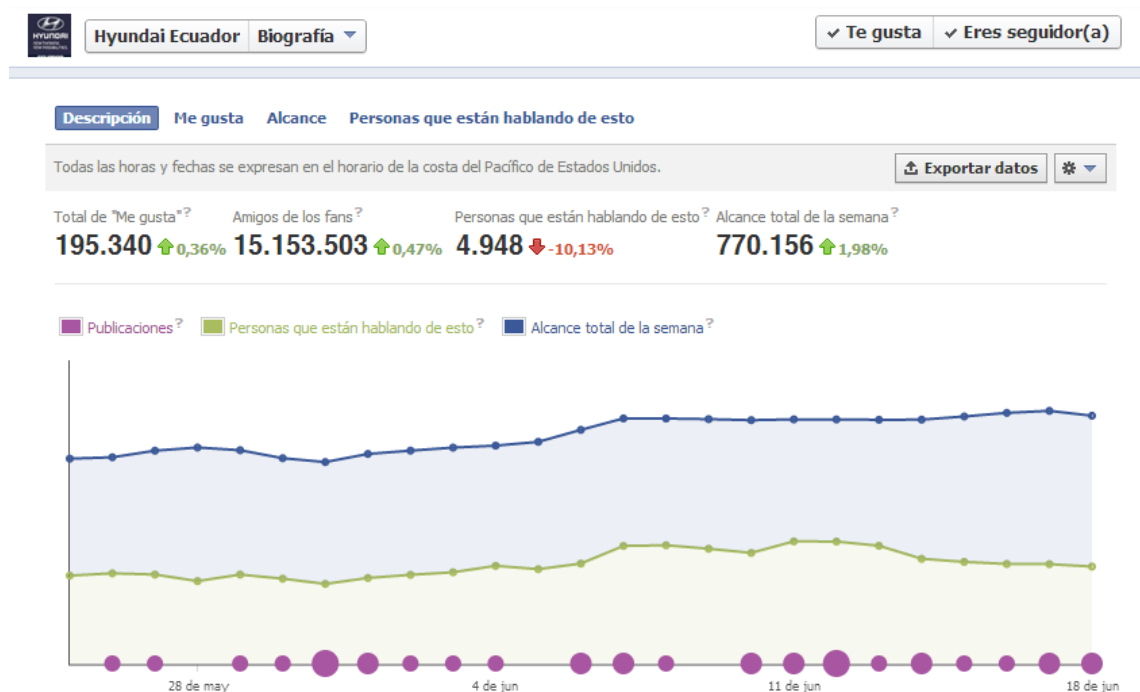 HYUNDAI
Hyundai Ecuador Biografía
Te gusta Eres seguidor(a)
Descripción Me gusta Alcance Personas que están hablando de esto
Todas las horas y fechas se expresan en el horario de la costa del Pacífico de Estados Unidos.
Exportar datos
Total de "Me gusta"? Amigos de los fans? Personas que están hablando de esto? Alcance total de la semana?
195.340 0,36% 15.153.503 0,47% 4.948 -10,13% 770.156 1,98%
Publicaciones? Personas que están hablando de esto? Alcance total de la semana?
28 de may 4 de jun 11 de jun 18 de jun